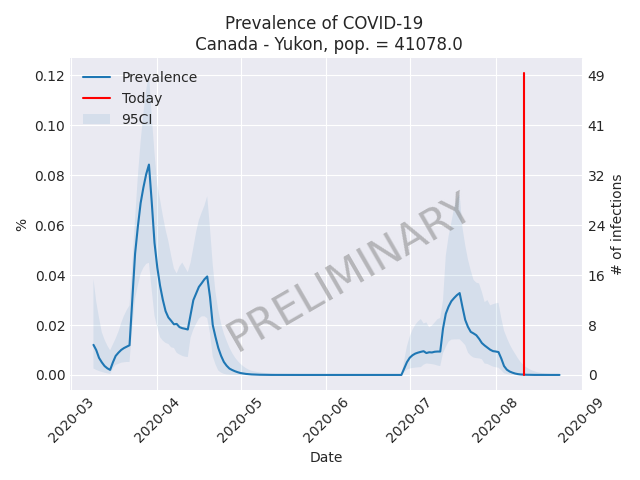 Prevalence of COVID-19
Canada - Yukon, pop. = 41078.0
Prevalence
Today
95CI
0.12
0.10
0.08
0.06
0.04
0.02
0.00
%
49
41
32
24
16
8
0
# of infections
PRELIMINARY
2020-03
2020-04
2020-05
2020-06
2020-07
2020-08
2020-09
Date